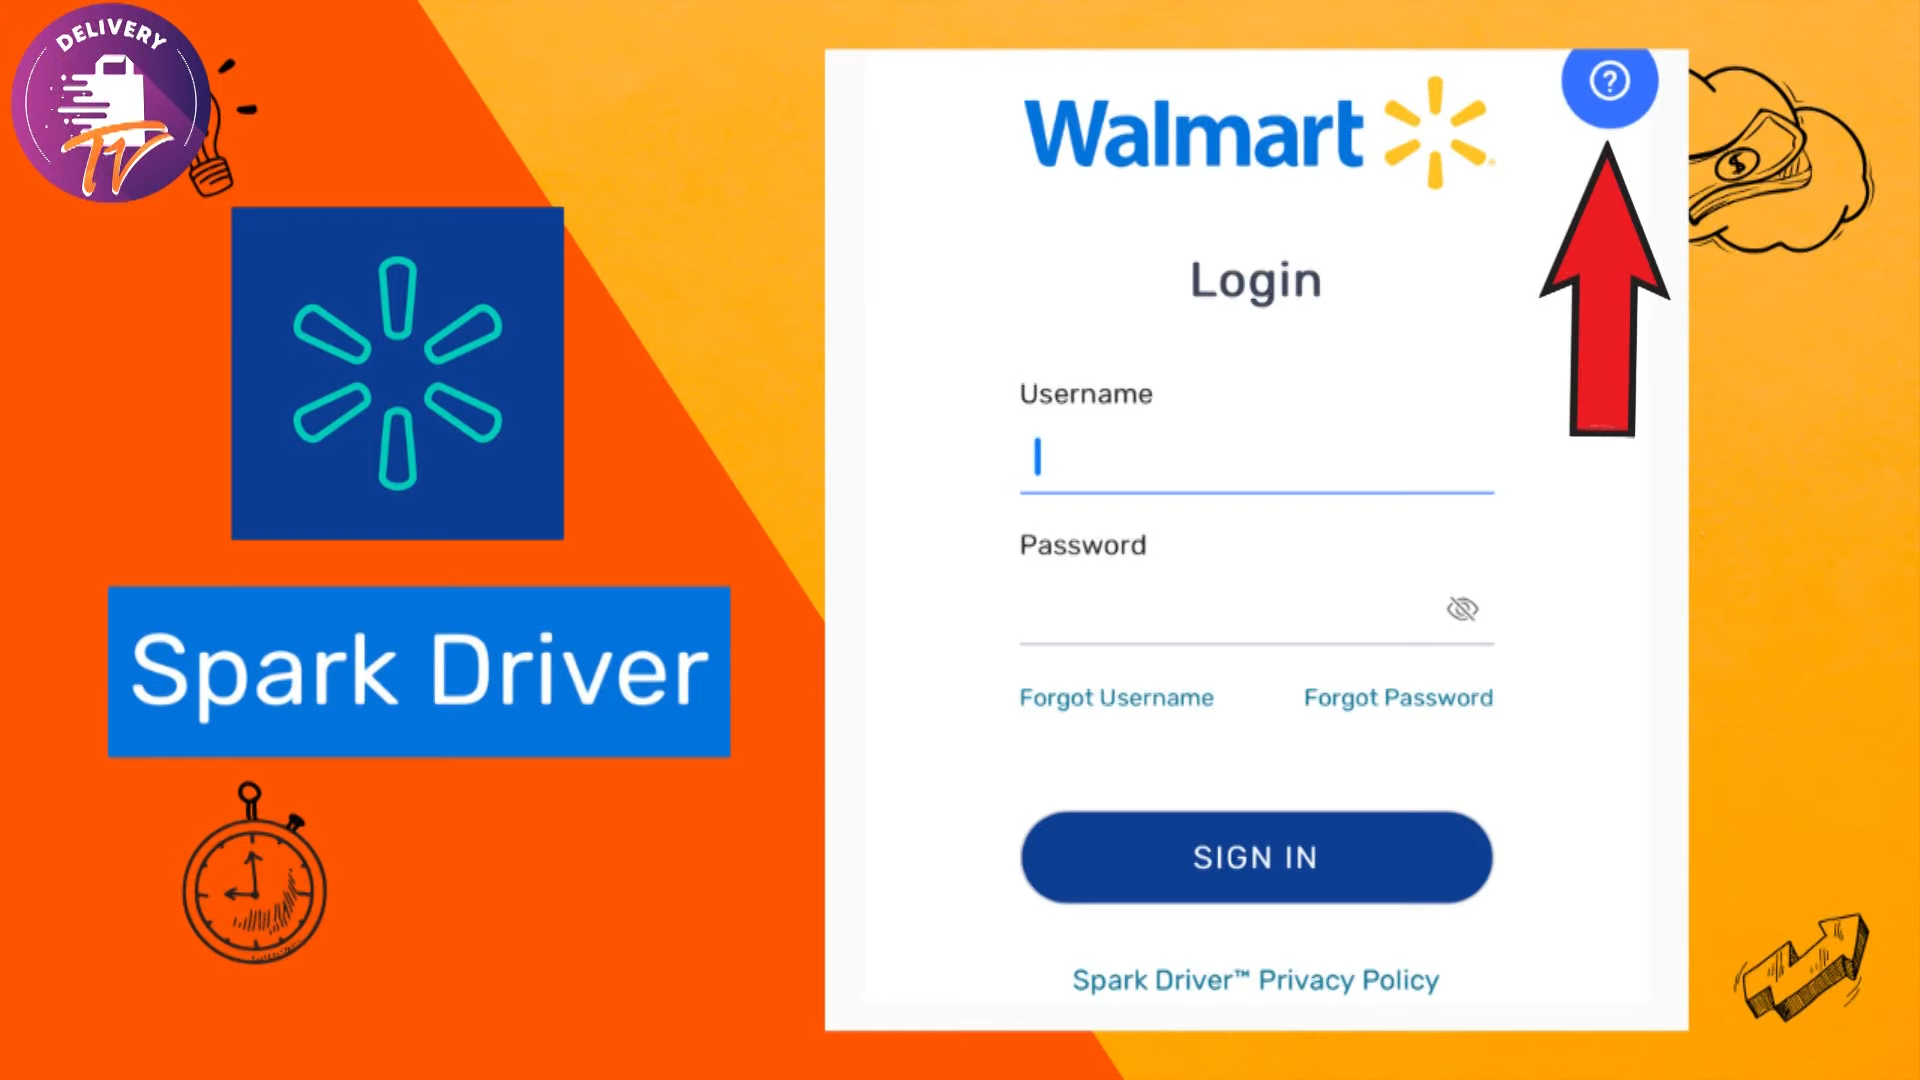 DELIVERY
TV
Spark Driver
Walmart
?
Login
Username
Password
Forgot Username Forgot Password
SIGN IN
Spark Driver™ Privacy Policy
$